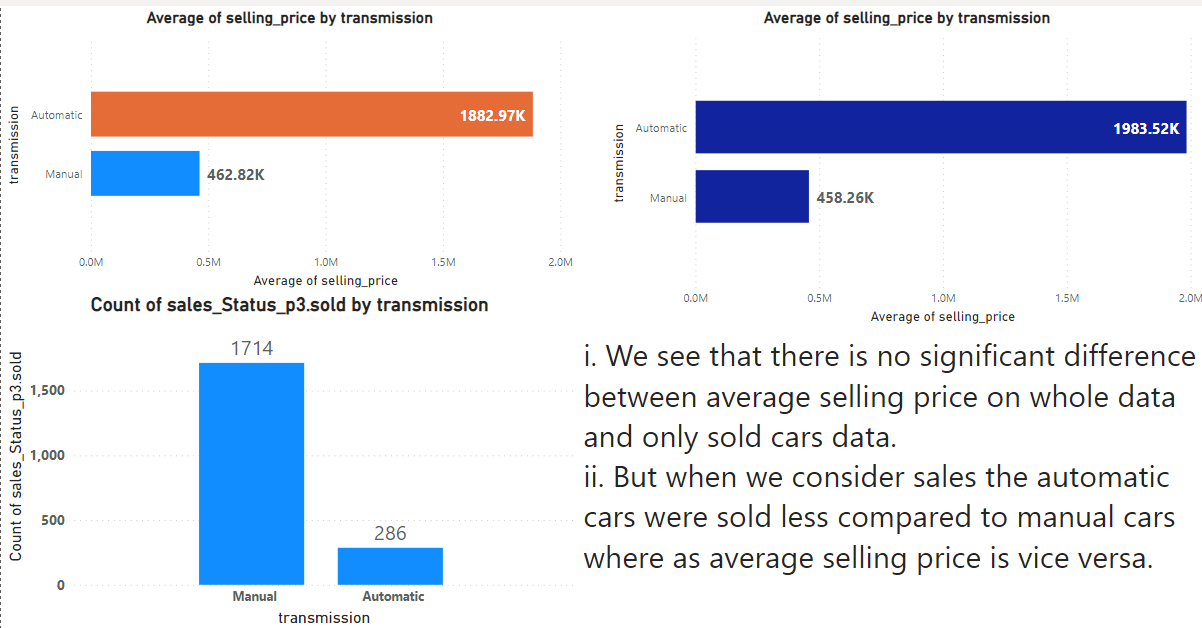 Average of selling_price by transmission
transmission
Automatic
1882.97K
Manual
462.82K
0.0M 0.5M 1.0M 1.5M 2.0M
Average of selling_price
Average of selling_price by transmission
transmission
Automatic
1983.52K
Manual
458.26K
0.0M 0.5M 1.0M 1.5M 2.0M
Average of selling_price
Count of sales_Status_p3.sold by transmission
Count of sales_Status_p3.sold
1,500
1,000
500
0
1714
286
Manual Automatic
transmission
i. We see that there is no significant difference
between average selling price on whole data
and only sold cars data.
ii. But when we consider sales the automatic
cars were sold less compared to manual cars
where as average selling price is vice versa.